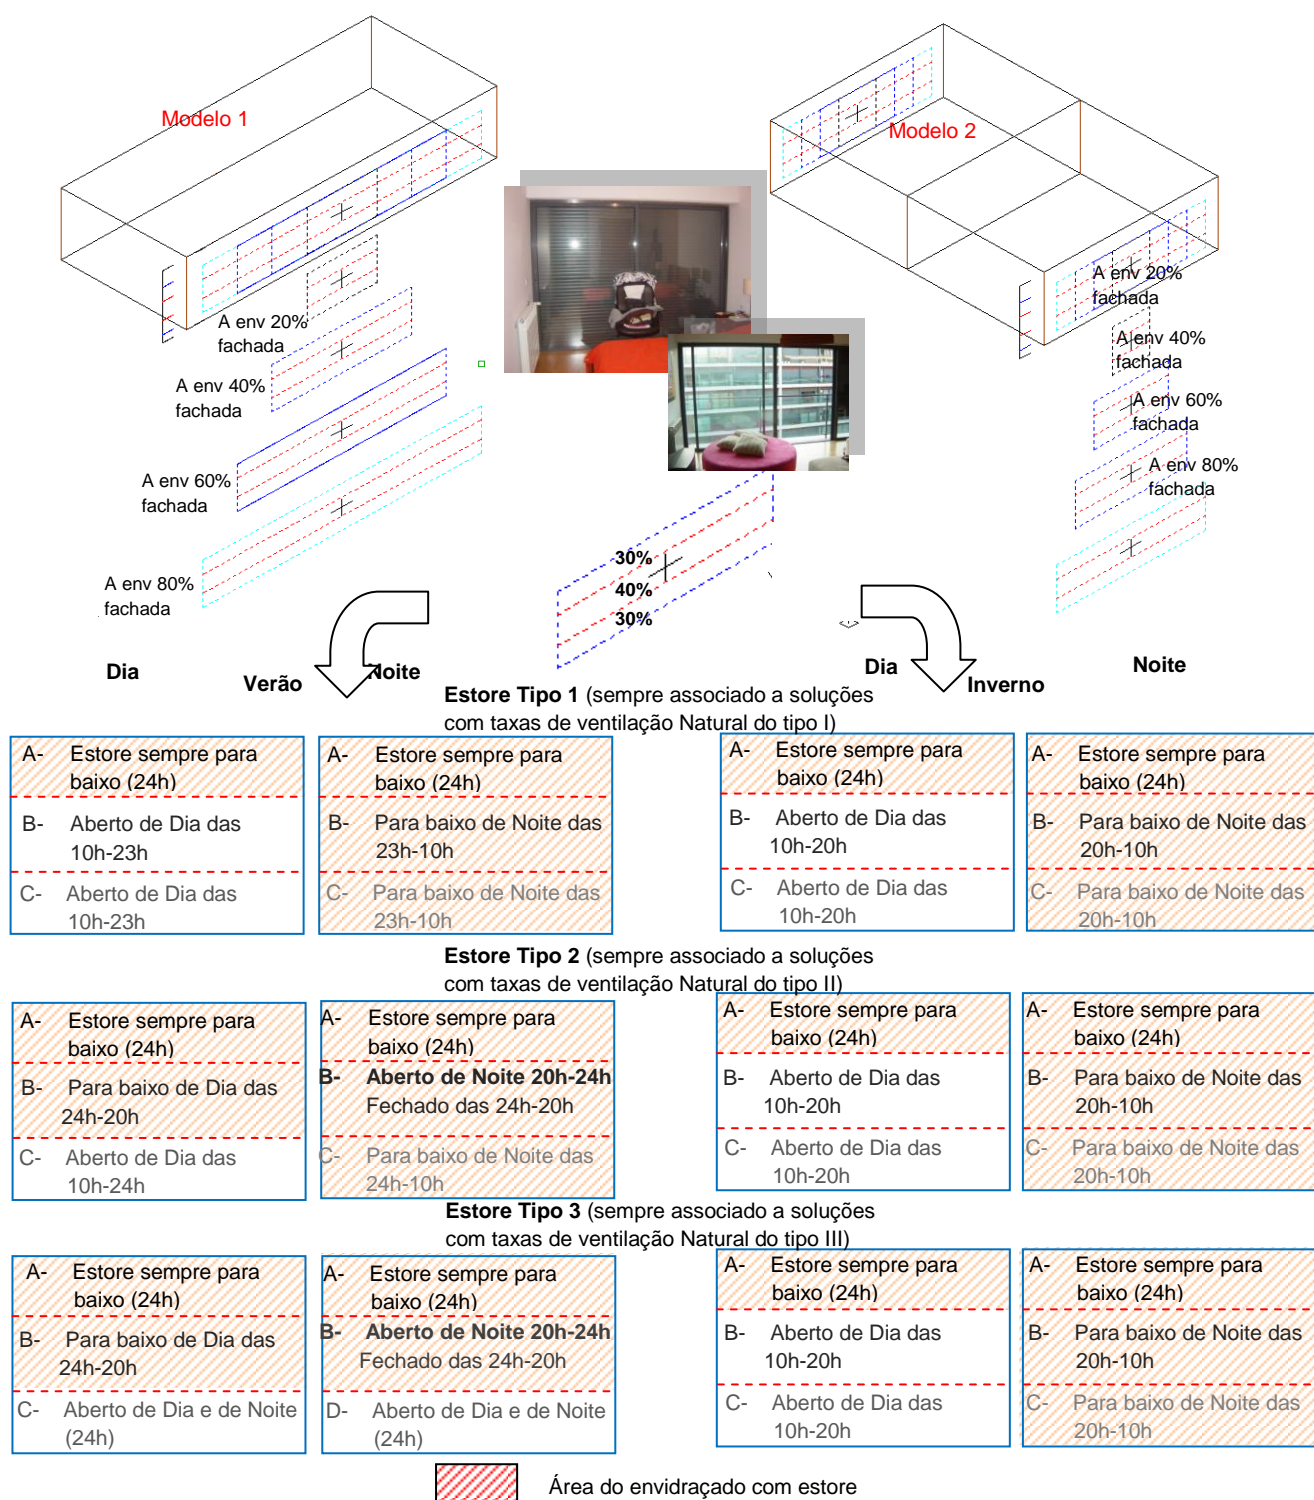 Modelo 1
Modelo 2
A env 20%
fachada
A env 40%
fachada
A env 60%
fachada
A env 80%
fachada
A env 20%
fachada
A env 40%
fachada
A env 60%
fachada
A env 80%
fachada
30%
40%
30%
Dia
Verão
Noite
Dia
Inverno
Noite
Estore Tipo 1 (sempre associado a soluções
com taxas de ventilação Natural do tipo I)
A- Estore sempre para
baixo (24h)
B- Aberto de Dia das
10h-23h
C- Aberto de Dia das
10h-23h
A- Estore sempre para
baixo (24h)
B- Para baixo de Noite das
23h-10h
C- Para baixo de Noite das
23h-10h
A- Estore sempre para
baixo (24h)
B- Aberto de Dia das
10h-20h
C- Aberto de Dia das
10h-20h
A- Estore sempre para
baixo (24h)
B- Para baixo de Noite das
20h-10h
C- Para baixo de Noite das
20h-10h
Estore Tipo 2 (sempre associado a soluções
com taxas de ventilação Natural do tipo II)
A- Estore sempre para
baixo (24h)
B- Para baixo de Dia das
24h-20h
C- Aberto de Dia das
10h-24h
A- Estore sempre para
baixo (24h)
B- Aberto de Noite 20h-24h
Fechado das 24h-20h
C- Para baixo de Noite das
24h-10h
A- Estore sempre para
baixo (24h)
B- Aberto de Dia das
10h-20h
C- Aberto de Dia das
10h-20h
A- Estore sempre para
baixo (24h)
B- Para baixo de Noite das
20h-10h
C- Para baixo de Noite das
20h-10h
Estore Tipo 3 (sempre associado a soluções
com taxas de ventilação Natural do tipo III)
A- Estore sempre para
baixo (24h)
B- Para baixo de Dia das
24h-20h
C- Aberto de Dia e de Noite
(24h)
A- Estore sempre para
baixo (24h)
B- Aberto de Noite 20h-24h
Fechado das 24h-20h
D- Aberto de Dia e de Noite
(24h)
A- Estore sempre para
baixo (24h)
B- Aberto de Dia das
10h-20h
C- Aberto de Dia das
10h-20h
A- Estore sempre para
baixo (24h)
B- Para baixo de Noite das
20h-10h
C- Para baixo de Noite das
20h-10h
Área do envidraçado com estore